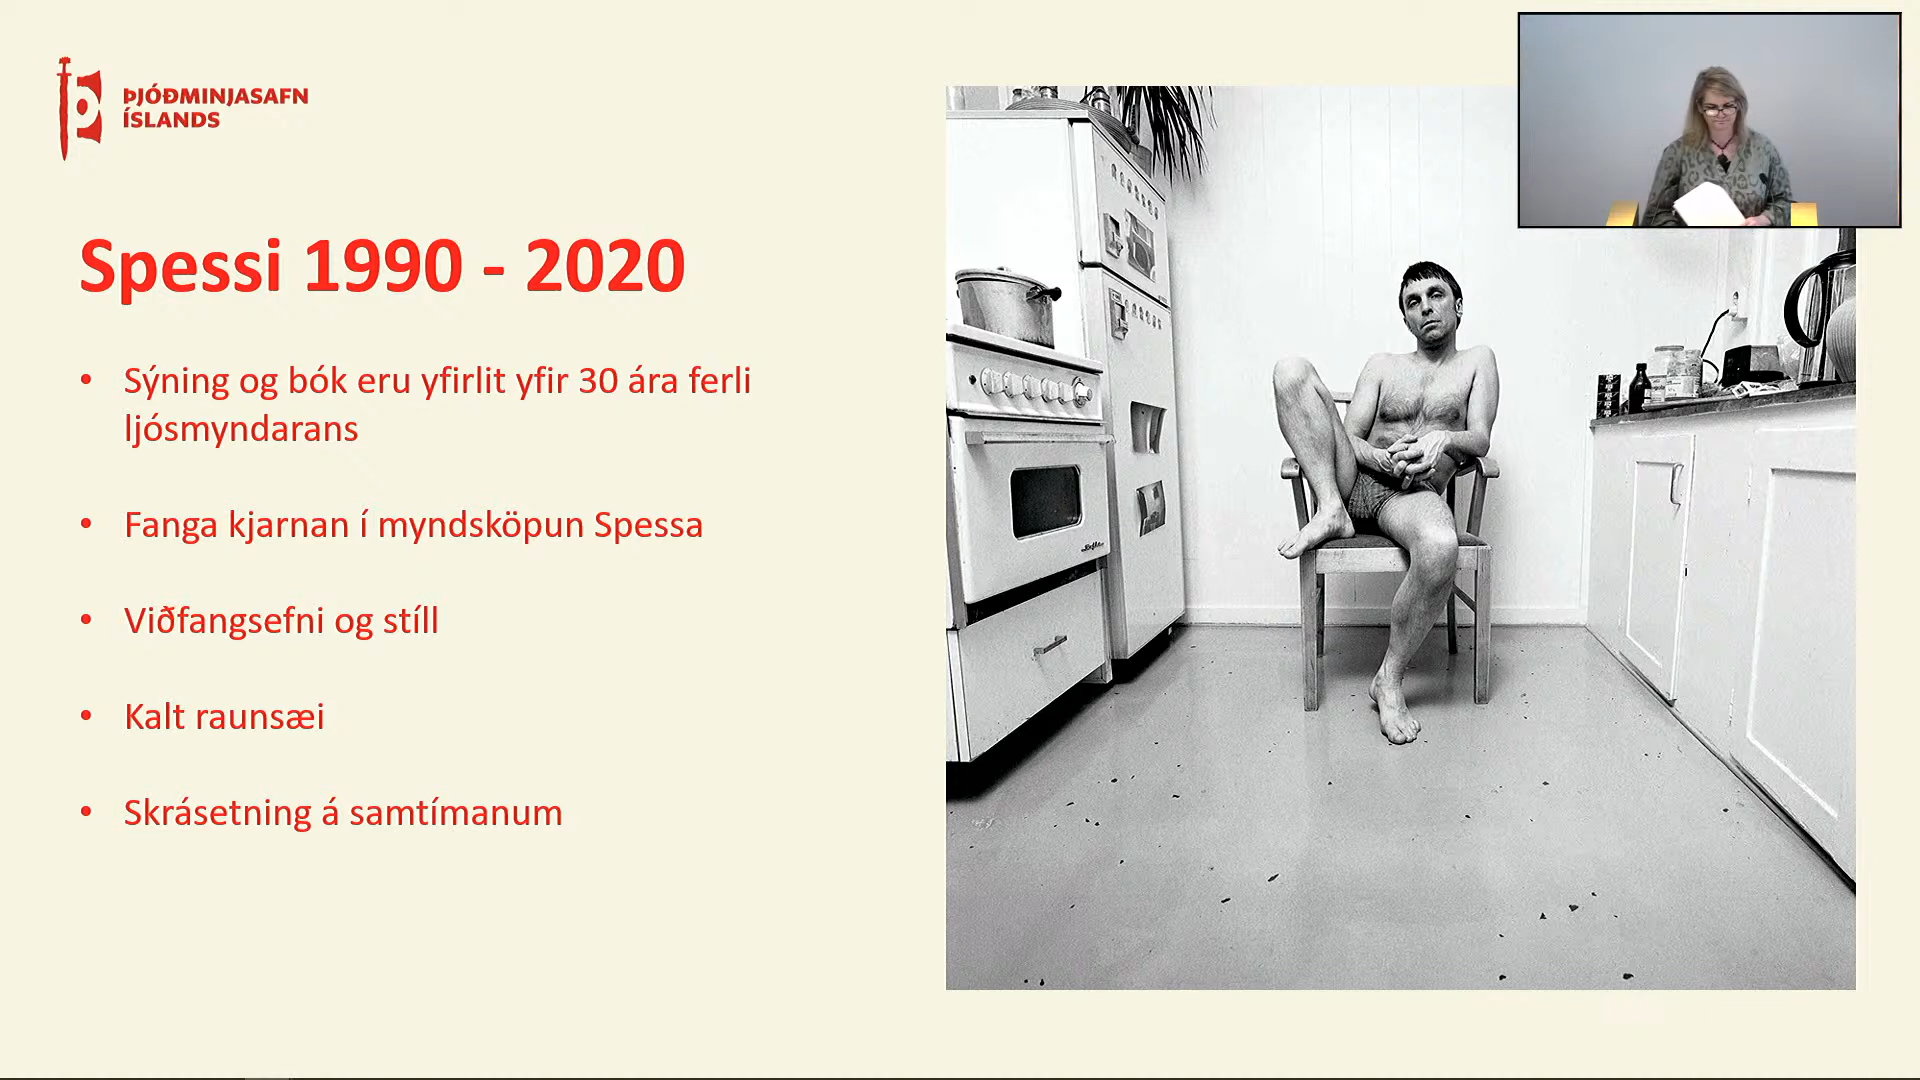 ÞJÓÐMINJASAFN
ÍSLANDS
Spessi 1990 - 2020
• Sýning og bók eru yfirlit yfir 30 ára ferli
ljósmyndarans
• Fanga kjarnan í myndsköpun Spessa
• Viðfangsefni og stíll
• Kalt raunsæi
• Skrásetning á samtímanum